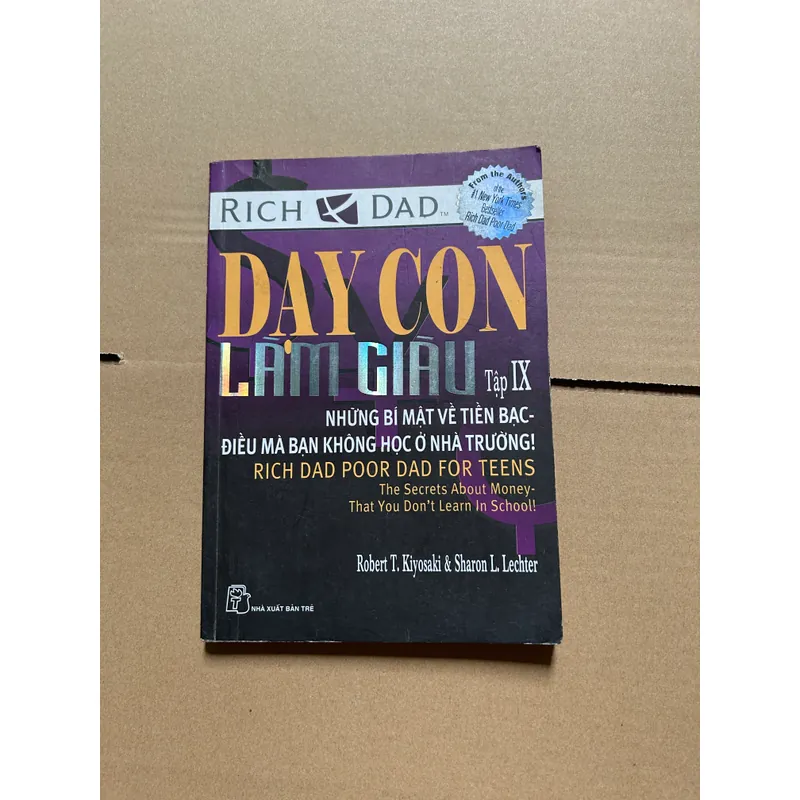 RICH DAD™
From the Authors
of the
#1 New York Times
Bestseller
Rich Dad Poor Dad
DẠY CON
LÀM GIÀU Tập IX
NHỮNG BÍ MẬT VỀ TIỀN BẠC-
ĐIỀU MÀ BẠN KHÔNG HỌC Ở NHÀ TRƯỜNG!
RICH DAD POOR DAD FOR TEENS
The Secrets About Money-
That You Don't Learn In School!
Robert T. Kiyosaki & Sharon L. Lechter
NHÀ XUẤT BẢN TRẺ